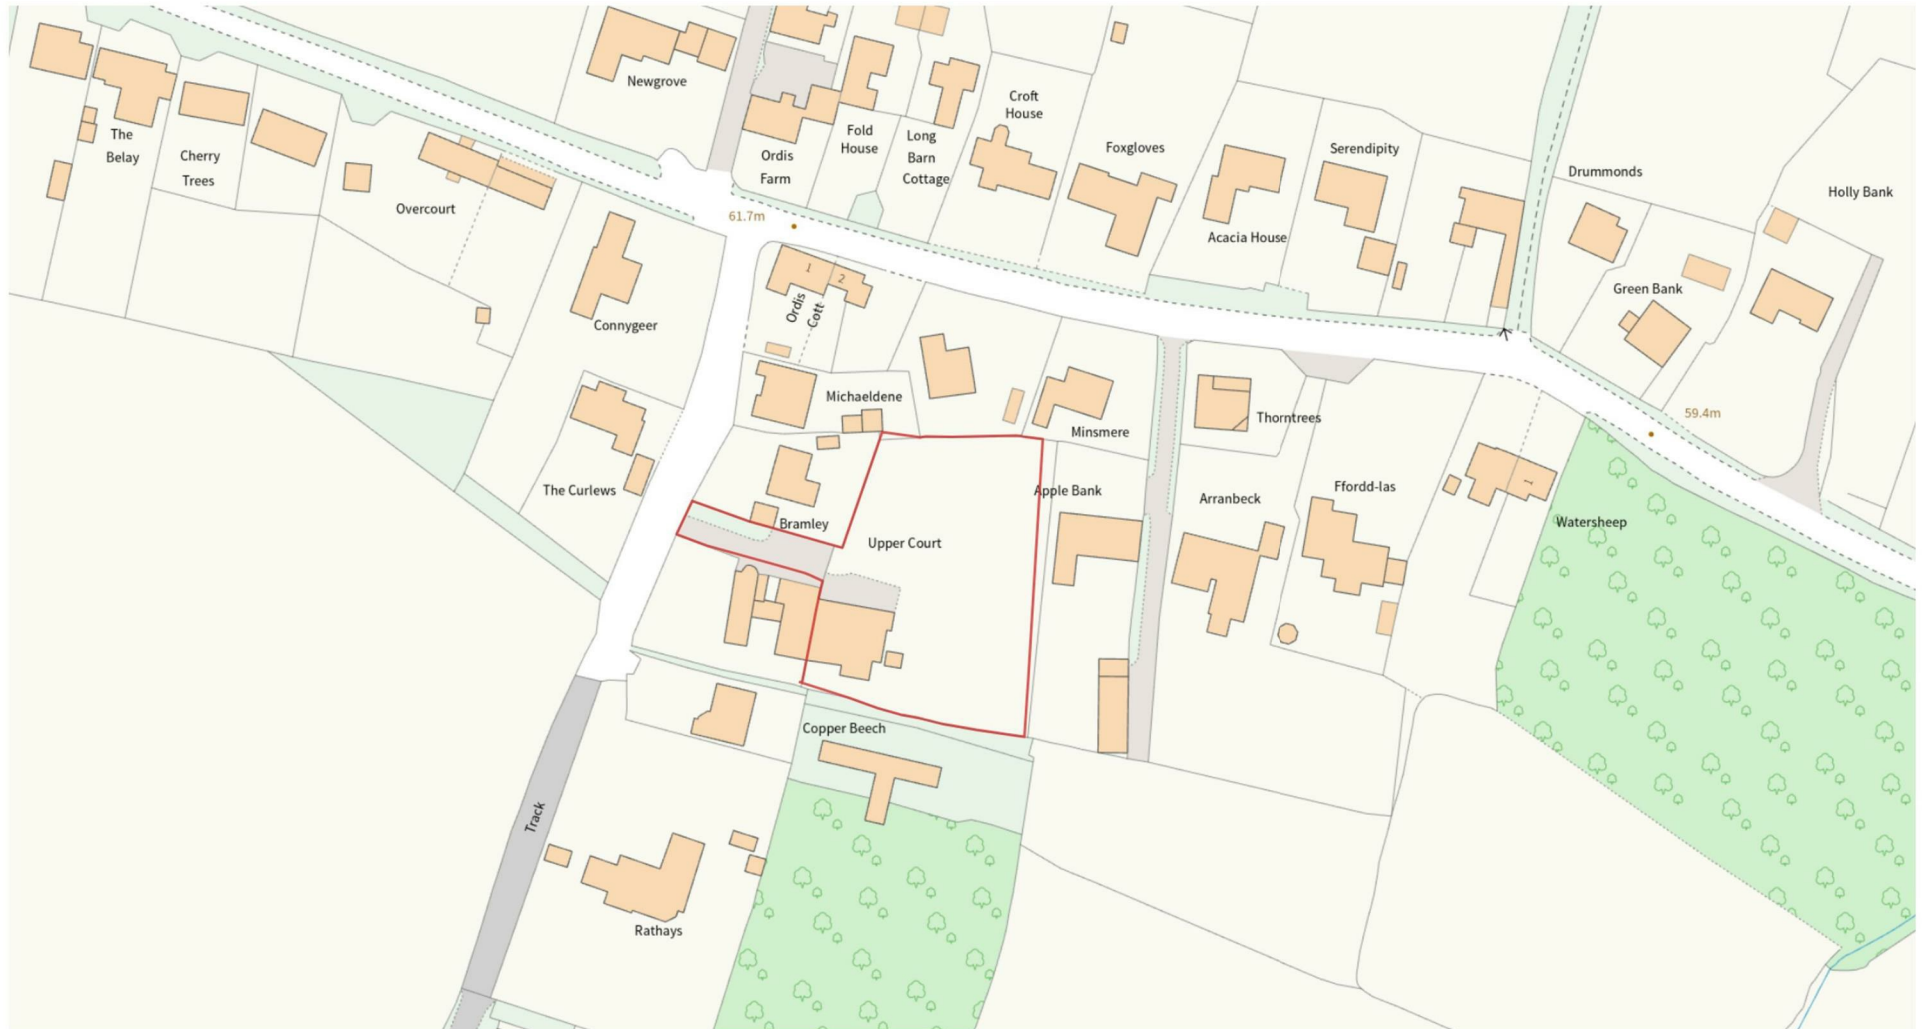 Newgrove
The
Belay
Cherry
Trees
Overcourt
Ordis
Farm
Fold
House
Long
Barn
Cottage
Croft
House
Foxgloves
Serendipity
Acacia House
Drummonds
Holly Bank
Green Bank
61.7m
1
2
Ordis
Cott
Connygeer
Michaeldene
Minsmere
Thorntrees
59.4m
The Curlews
Bramley
Upper Court
Apple Bank
Arranbeck
Ffordd-las
1
Watersheep
Copper Beech
Track
Rathays